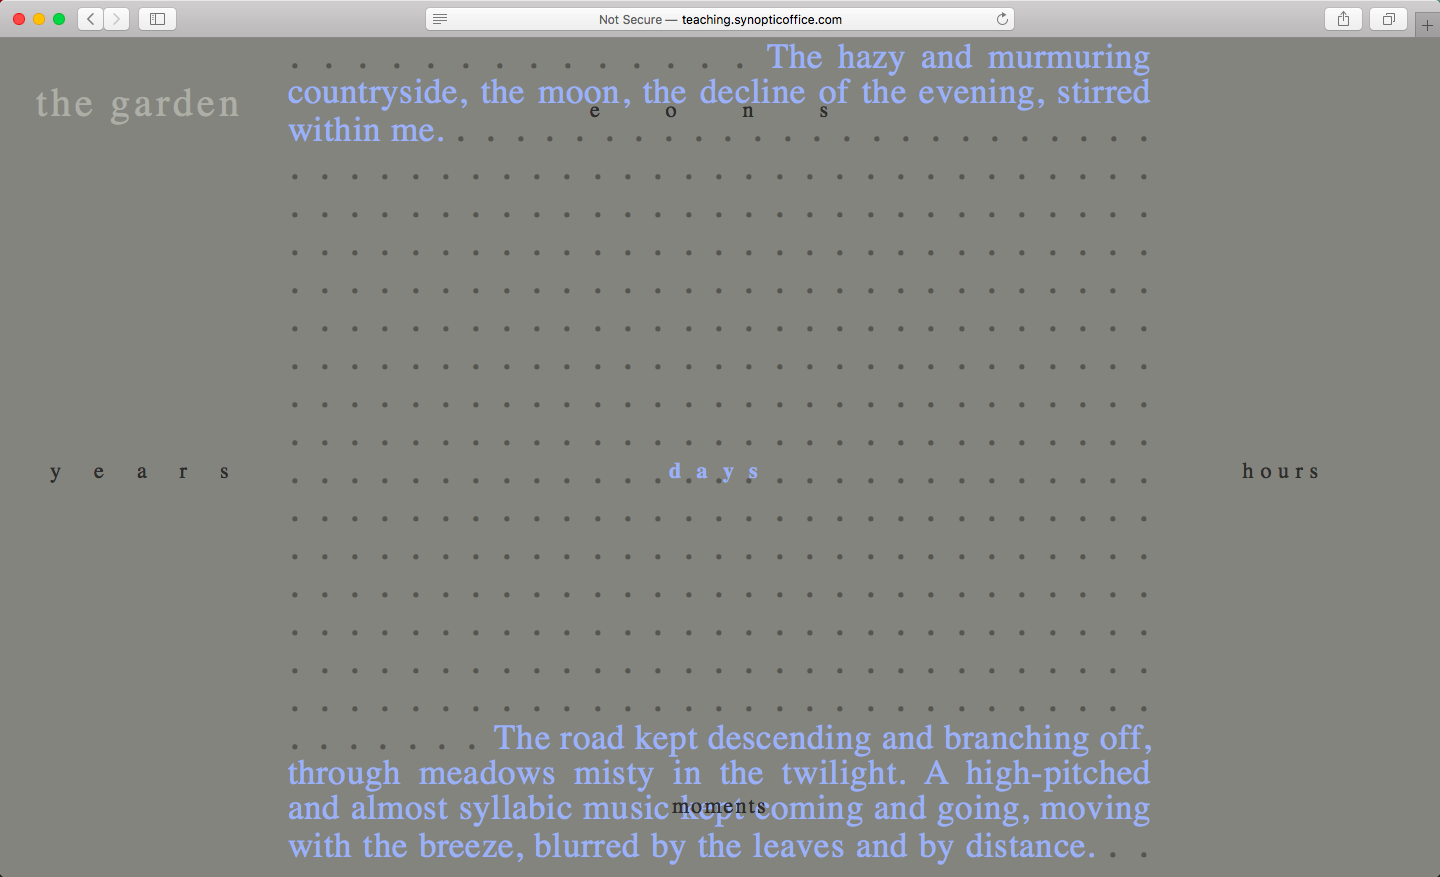 Not Secure — teaching.synopticoffice.com
The hazy and murmuring
the garden
countryside, the moon, the decline of the evening, stirred
e o n s
within me.
y e a r s
d a y s
h o u r s
The road kept descending and branching off,
through meadows misty in the twilight. A high-pitched
and almost syllabic music kept coming and going, moving
moments
with the breeze, blurred by the leaves and by distance.